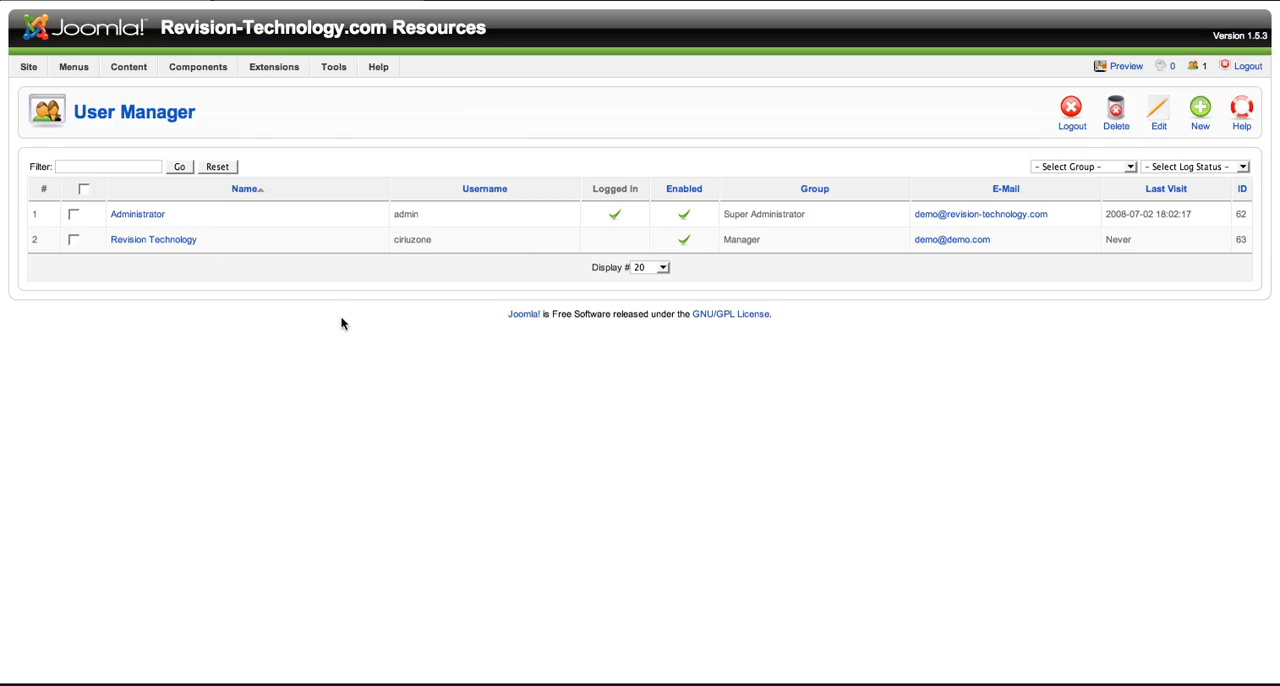 Joomla! Revision-Technology.com Resources
Version 1.5.3
Site Menus Content Components Extensions Tools Help Preview 0 1 Logout
User Manager
Logout Delete Edit New Help
Filter: Go Reset - Select Group - - Select Log Status -
# Name Username Logged In Enabled Group E-Mail Last Visit ID
1 Administrator admin Super Administrator demo@revision-technology.com 2008-07-02 18:02:17 62
2 Revision Technology ciriuzone Manager demo@demo.com Never 63
Display # 20
Joomla! is Free Software released under the GNU/GPL License.